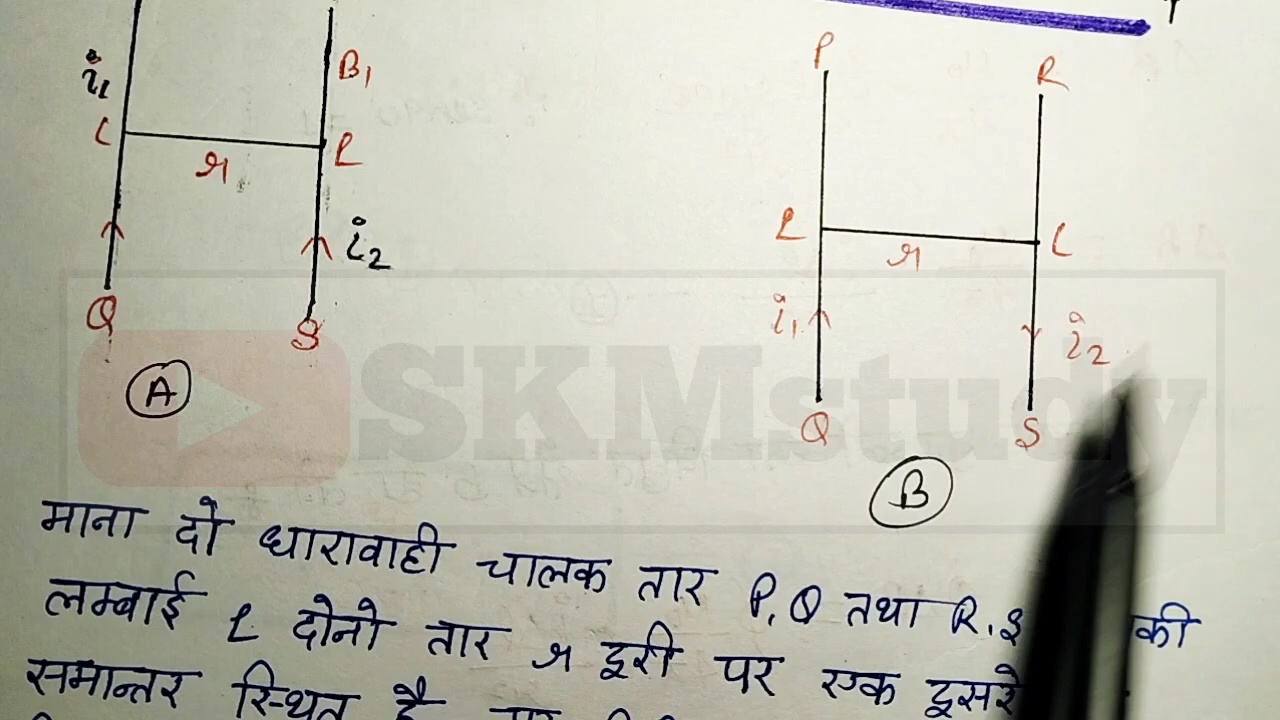 i₁
B₁
L
r
L
i₂
Q
S
A
P
R
L
r
L
i₁
i₂
Q
S
B
SKMstudy
माना दो धारावाही चालक तार P,Q तथा R,S की
लम्बाई L दोनो तार r दूरी पर एक दूसरे
समान्तर स्थित है